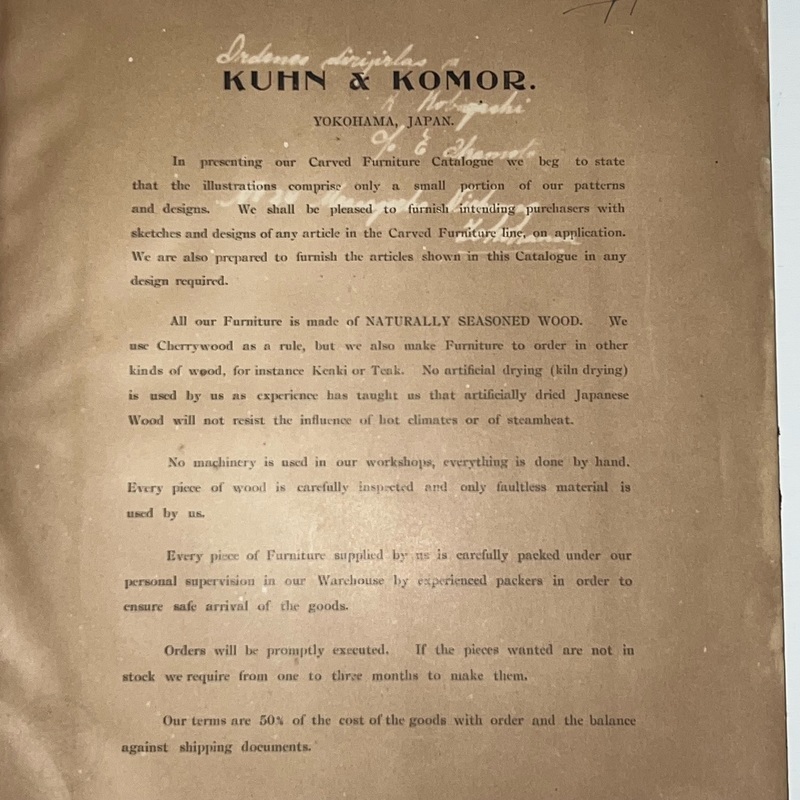 Ordenes dirijirlas a
KUHN & KOMOR.
K
YOKOHAMA, JAPAN.
c/o E
In presenting our Carved Furniture Catalogue we beg to state
that the illustrations comprise only a small portion of our patterns
and designs. We shall be pleased to furnish intending purchasers with
sketches and designs of any article in the Carved Furniture line, on application.
Yokohama
We are also prepared to furnish the articles shown in this Catalogue in any
design required.
All our Furniture is made of NATURALLY SEASONED WOOD. We
use Cherrywood as a rule, but we also make Furniture to order in other
kinds of wood, for instance Keaki or Teak. No artificial drying (kiln drying)
is used by us as experience has taught us that artificially dried Japanese
Wood will not resist the influence of hot climates or of steamheat.
No machinery is used in our workshops, everything is done by hand.
Every piece of wood is carefully inspected and only faultless material is
used by us.
Every piece of Furniture supplied by us is carefully packed under our
personal supervision in our Warehouse by experienced packers in order to
ensure safe arrival of the goods.
Orders will be promptly executed. If the pieces wanted are not in
stock we require from one to three months to make them.
Our terms are 50% of the cost of the goods with order and the balance
against shipping documents.